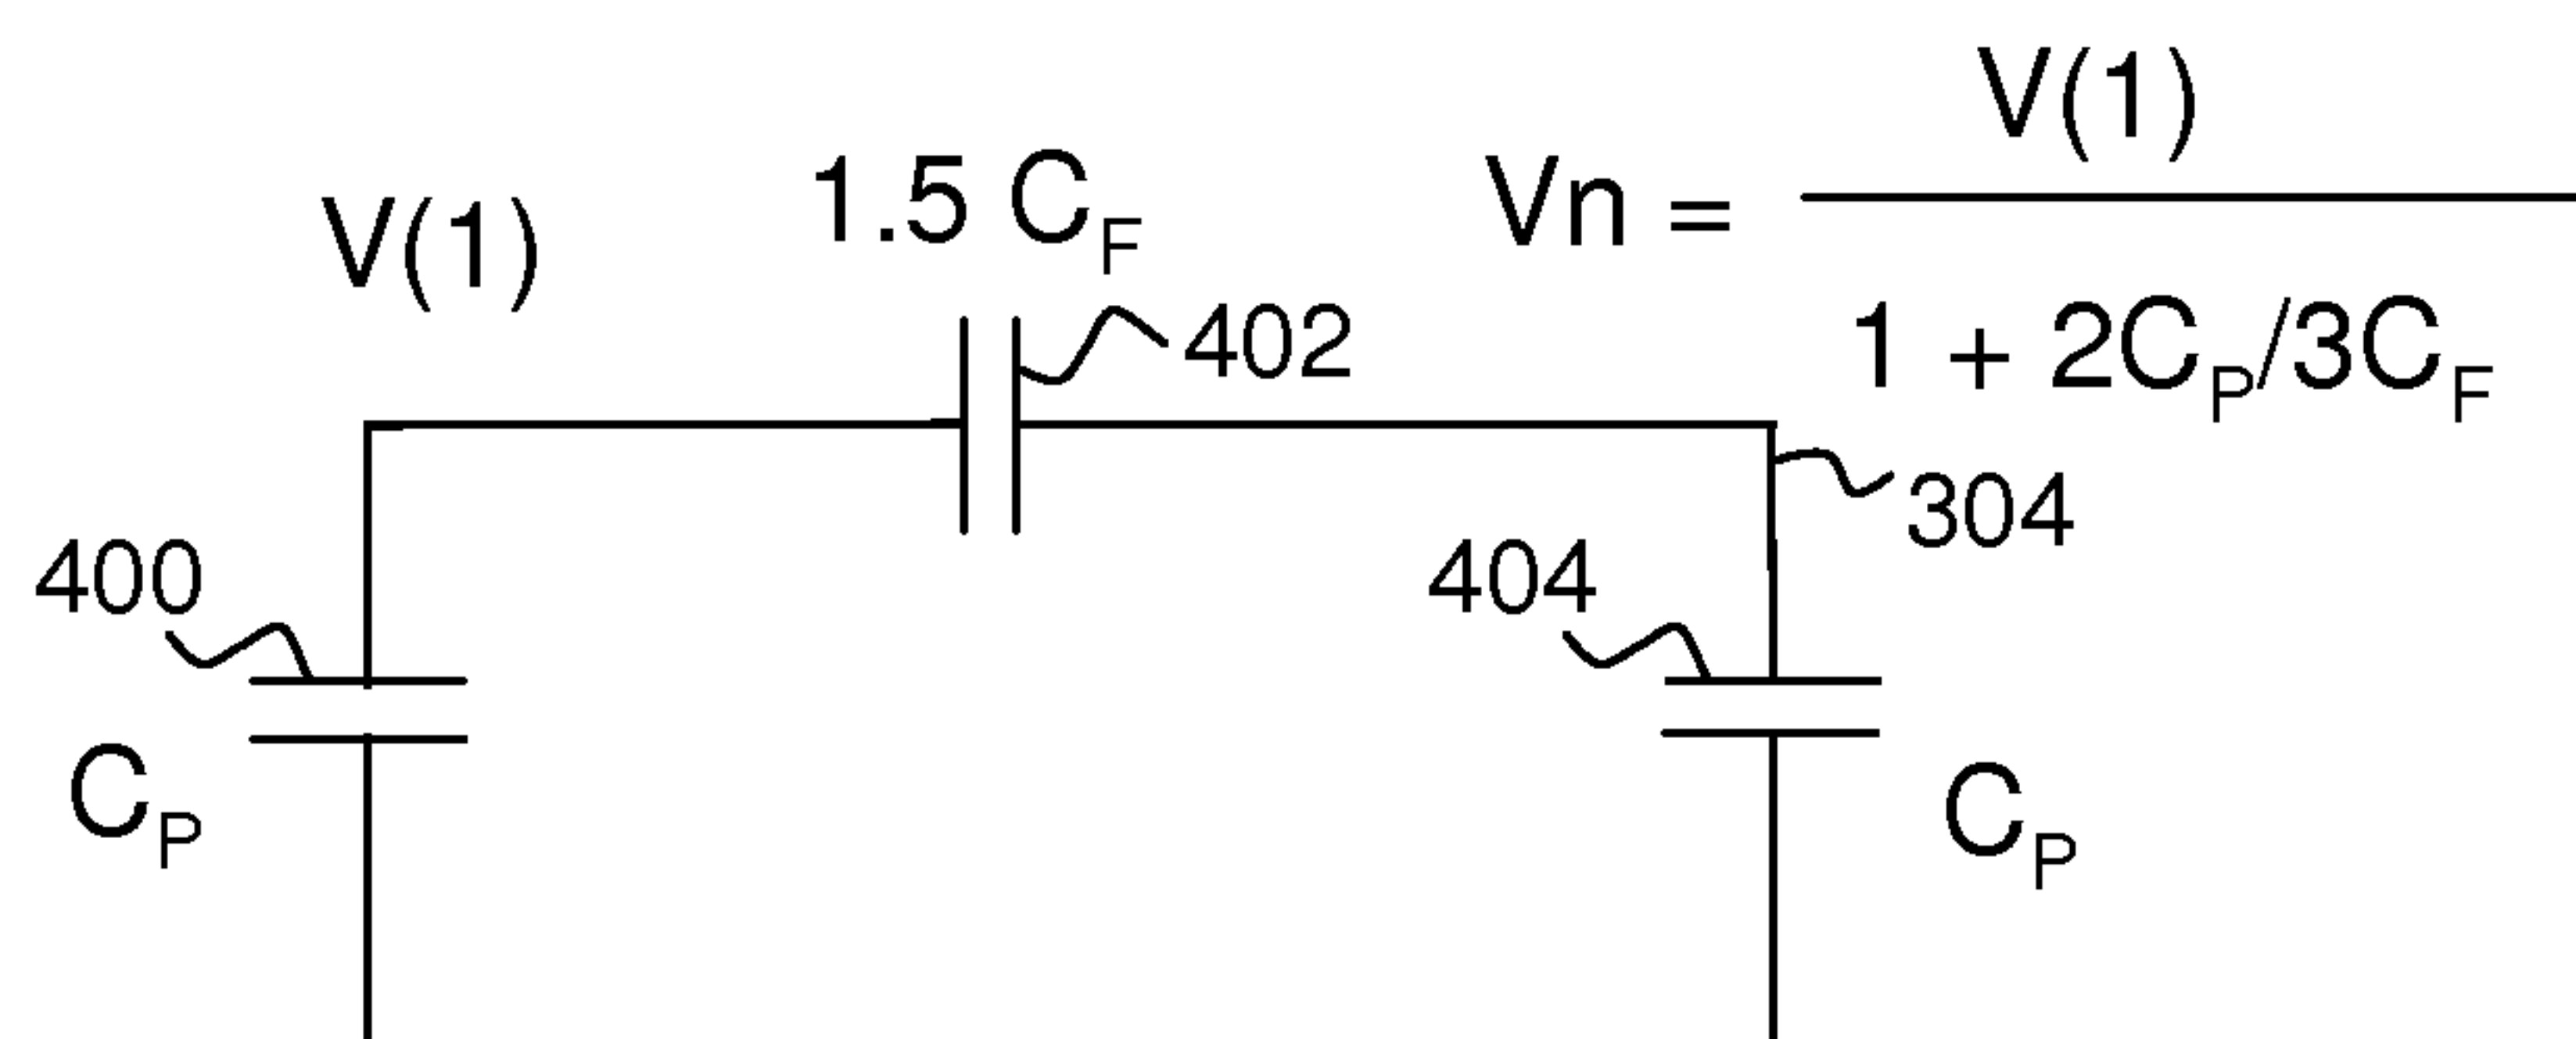 V(1)
1.5 C_F
Vn = V(1) / (1 + 2C_P/3C_F)
402
304
400
404
C_P
C_P